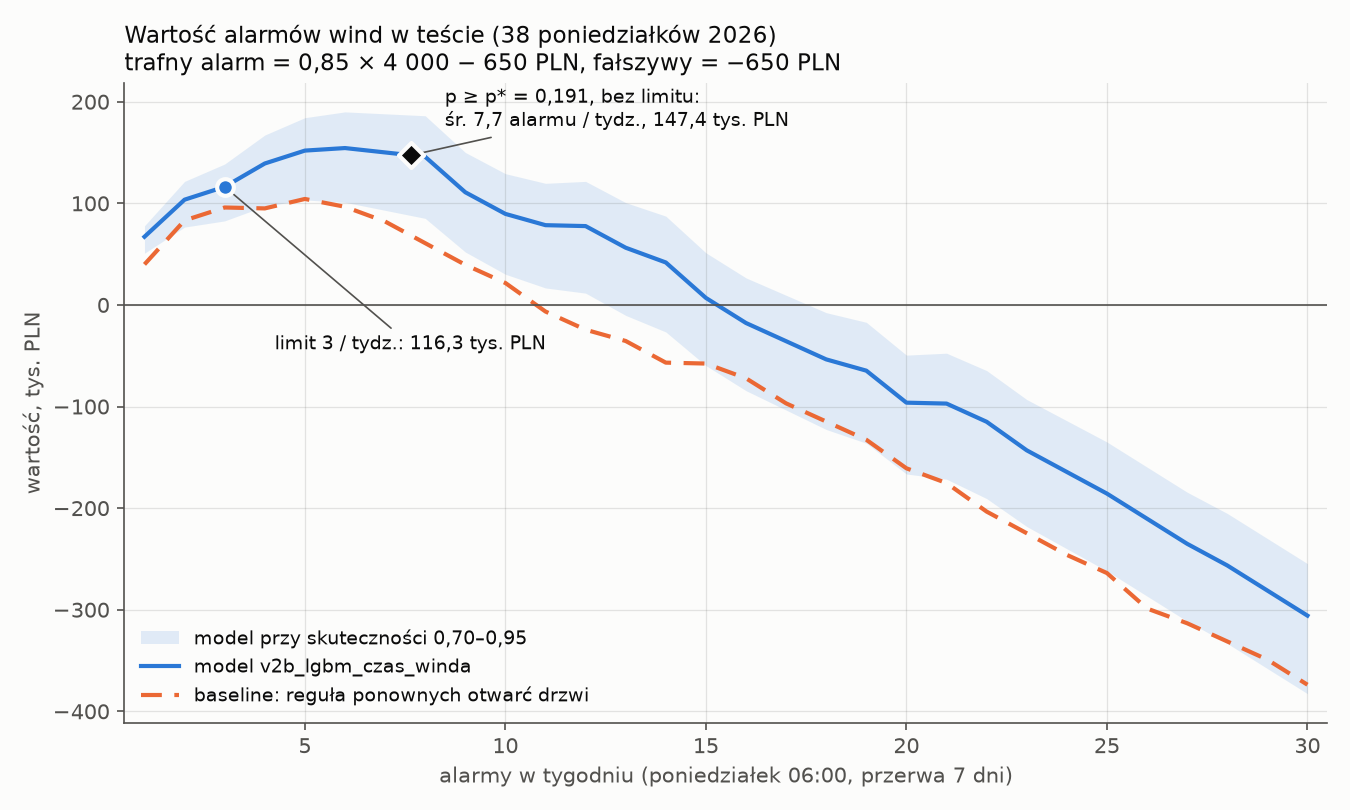 Wartość alarmów wind w teście (38 poniedziałków 2026)
trafny alarm = 0,85 × 4 000 − 650 PLN, fałszywy = −650 PLN
p ≥ p* = 0,191, bez limitu:
śr. 7,7 alarmu / tydz., 147,4 tys. PLN
limit 3 / tydz.: 116,3 tys. PLN
wartość, tys. PLN
200
100
0
−100
−200
−300
−400
model przy skuteczności 0,70–0,95
model v2b_lgbm_czas_winda
baseline: reguła ponownych otwarć drzwi
5
10
15
20
25
30
alarmy w tygodniu (poniedziałek 06:00, przerwa 7 dni)